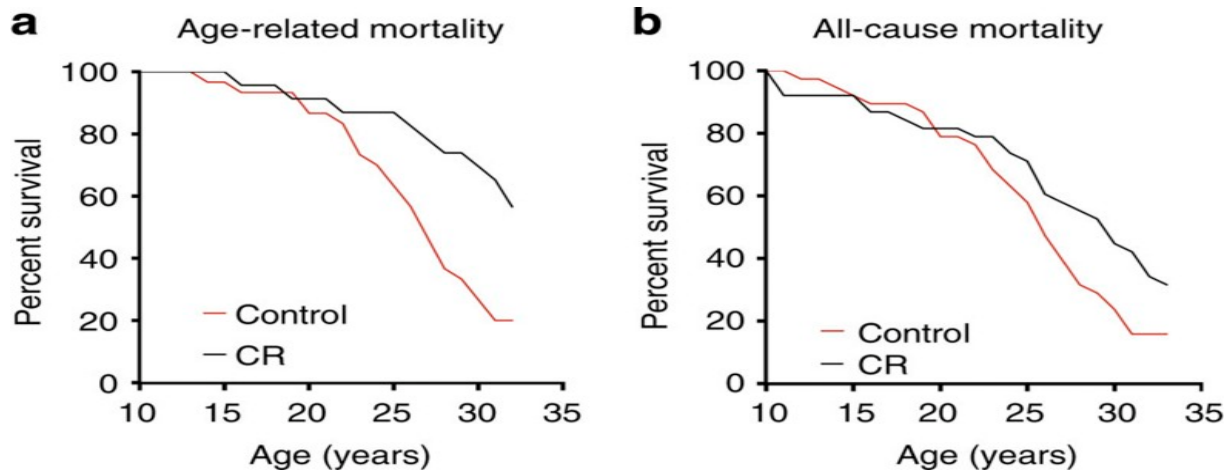 a
Age-related mortality
Percent survival
100
80
60
40
20
0
Control
CR
10 15 20 25 30 35
Age (years)
b
All-cause mortality
Percent survival
100
80
60
40
20
0
Control
CR
10 15 20 25 30 35
Age (years)